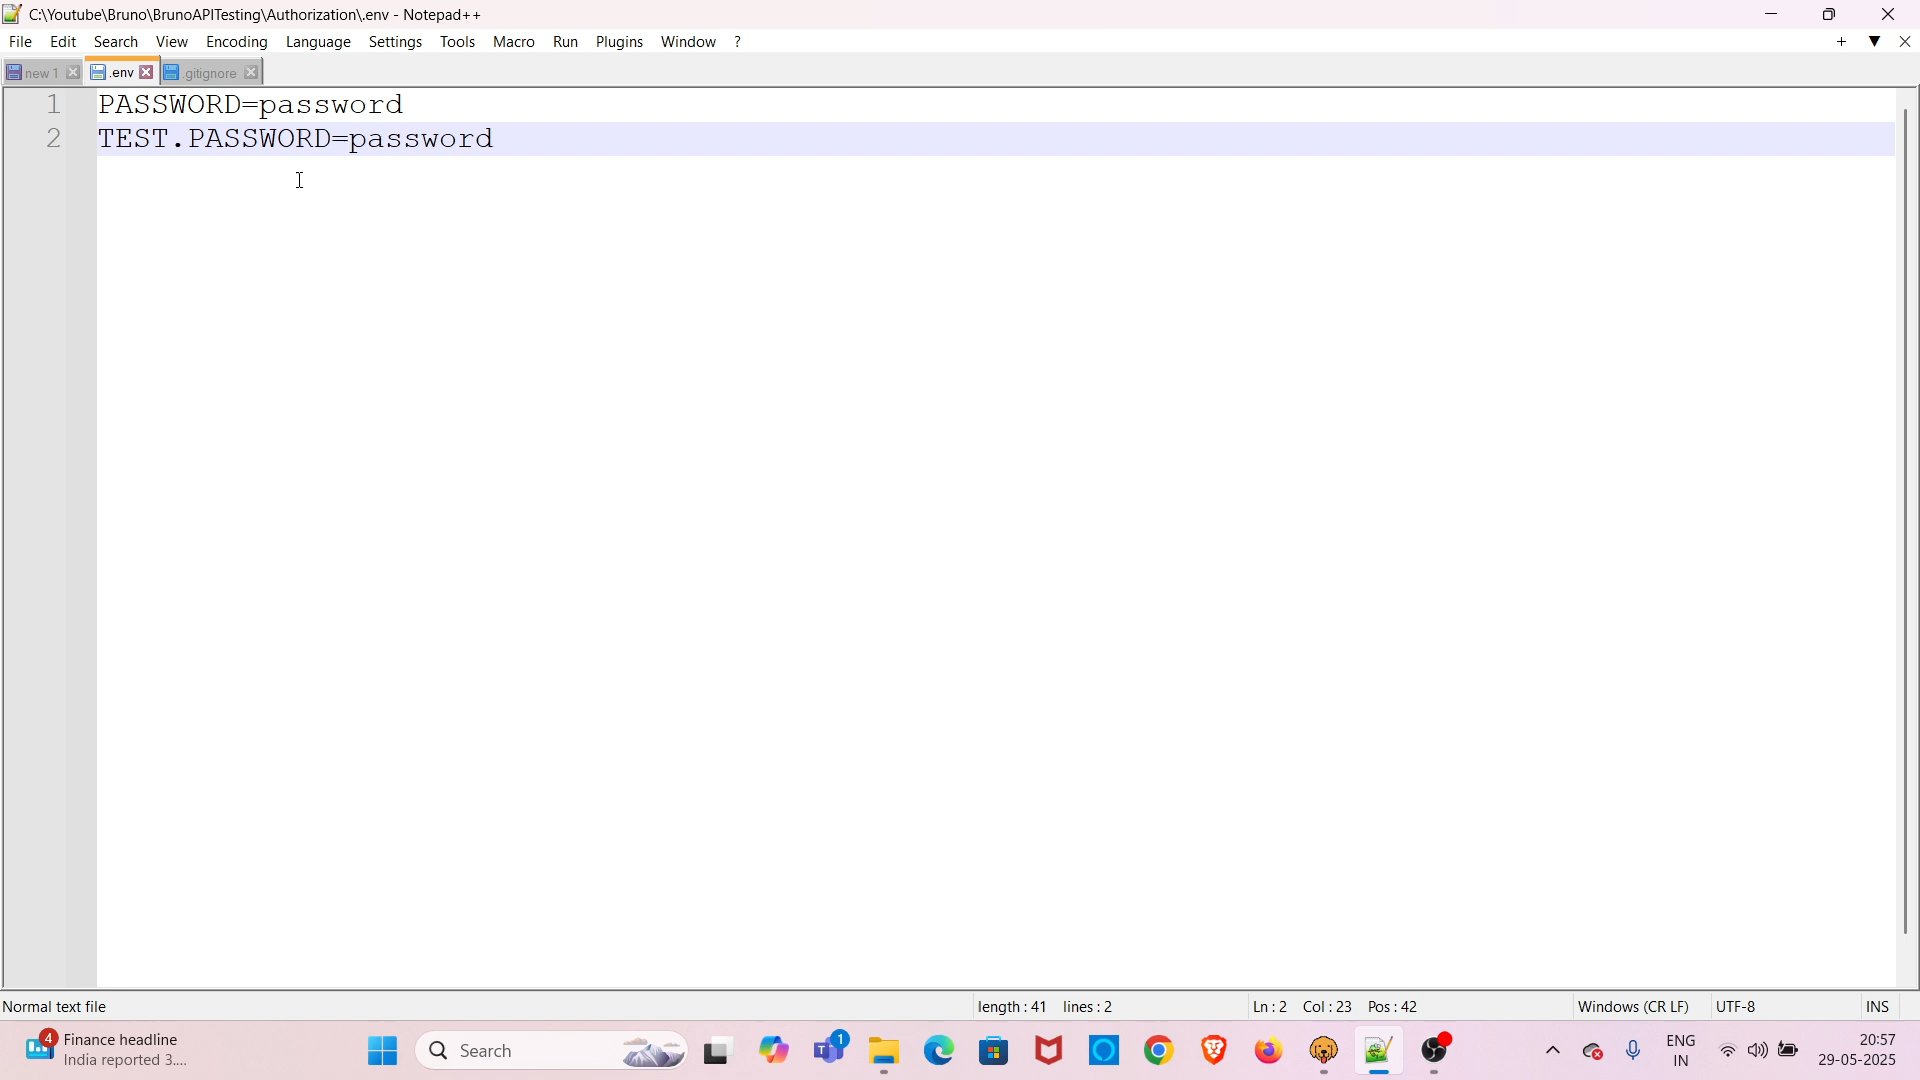 C:\Youtube\Bruno\BrunoAPITesting\Authorization\.env - Notepad++
File Edit Search View Encoding Language Settings Tools Macro Run Plugins Window ?
new 1 .env .gitignore
1 PASSWORD=password
2 TEST.PASSWORD=password
Normal text file length : 41 lines : 2 Ln : 2 Col : 23 Pos : 42 Windows (CR LF) UTF-8 INS
4 Finance headline
India reported 3....
Search
1
ENG
IN
20:57
29-05-2025